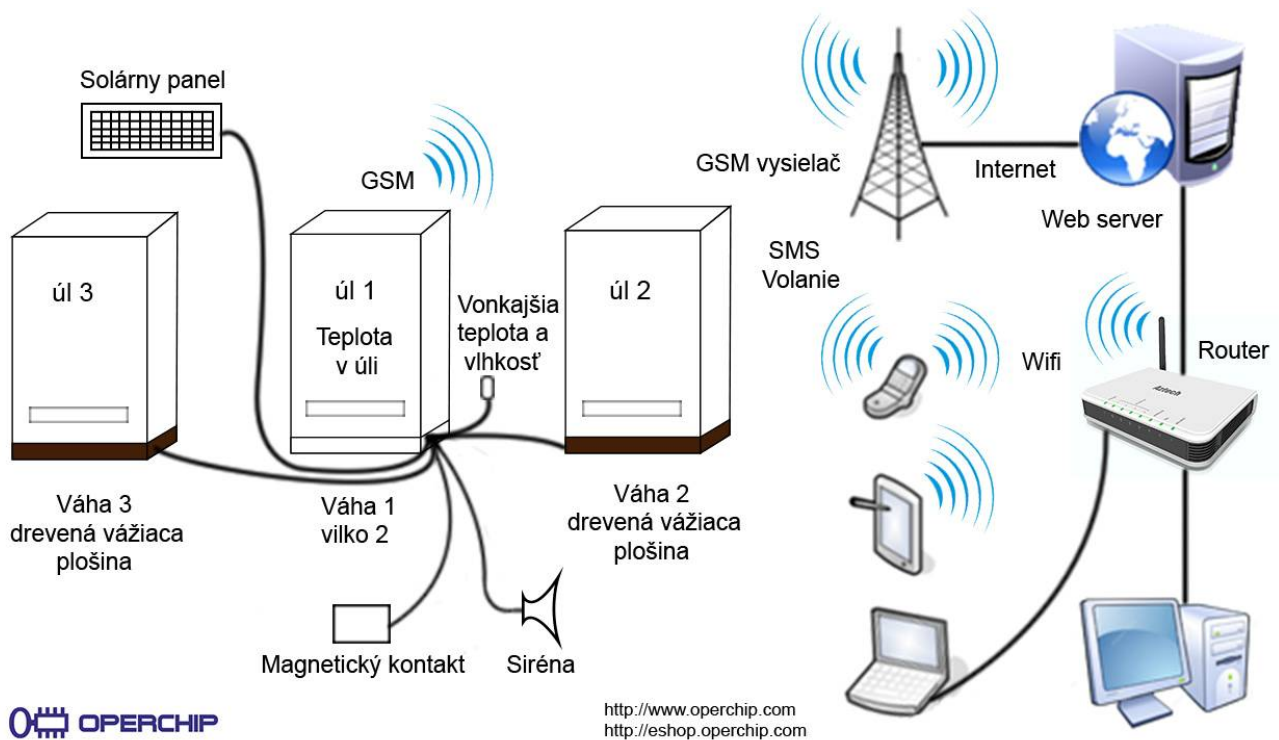 Solárny panel
GSM
úl 3
úl 1
Teplota
v úli
Vonkajšia
teplota a
vlhkosť
úl 2
Váha 3
drevená vážiaca
plošina
Váha 1
vilko 2
Váha 2
drevená vážiaca
plošina
Magnetický kontakt
Siréna
GSM vysielač
Internet
Web server
SMS
Volanie
Wifi
Router
Aztech
OPERCHIP
http://www.operchip.com
http://eshop.operchip.com